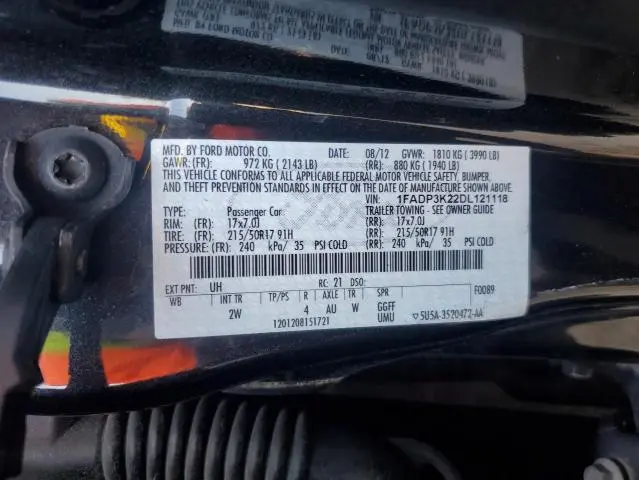 MFD. BY FORD MOTOR CO. DATE: 08/12 GVWR: 1810 KG ( 3990 LB)
GAWR: (FR): 972 KG ( 2143 LB) (RR): 880 KG ( 1940 LB)
THIS VEHICLE CONFORMS TO ALL APPLICABLE FEDERAL MOTOR VEHICLE SAFETY, BUMPER,
AND THEFT PREVENTION STANDARDS IN EFFECT ON THE DATE OF MANUFACTURE SHOWN ABOVE.
VIN: 1FADP3K22DL121118
TYPE: Passenger Car TRAILER TOWING - SEE OWNER GUIDE
RIM: (FR) 17x7.0J (RR): 17x7.0J
TIRE: (FR): 215/50R17 91H (RR): 215/50R17 91H
PRESSURE: (FR): 240 kPa/ 35 PSI COLD (RR): 240 kPa/ 35 PSI COLD
EXT PNT: UH RC: 21 DSO: F0089
WB INT TR TP/PS R AXLE TR SPR
2W 4 AU W GGFF
1201208151721 UMU ▽5U5A-3520472-AA